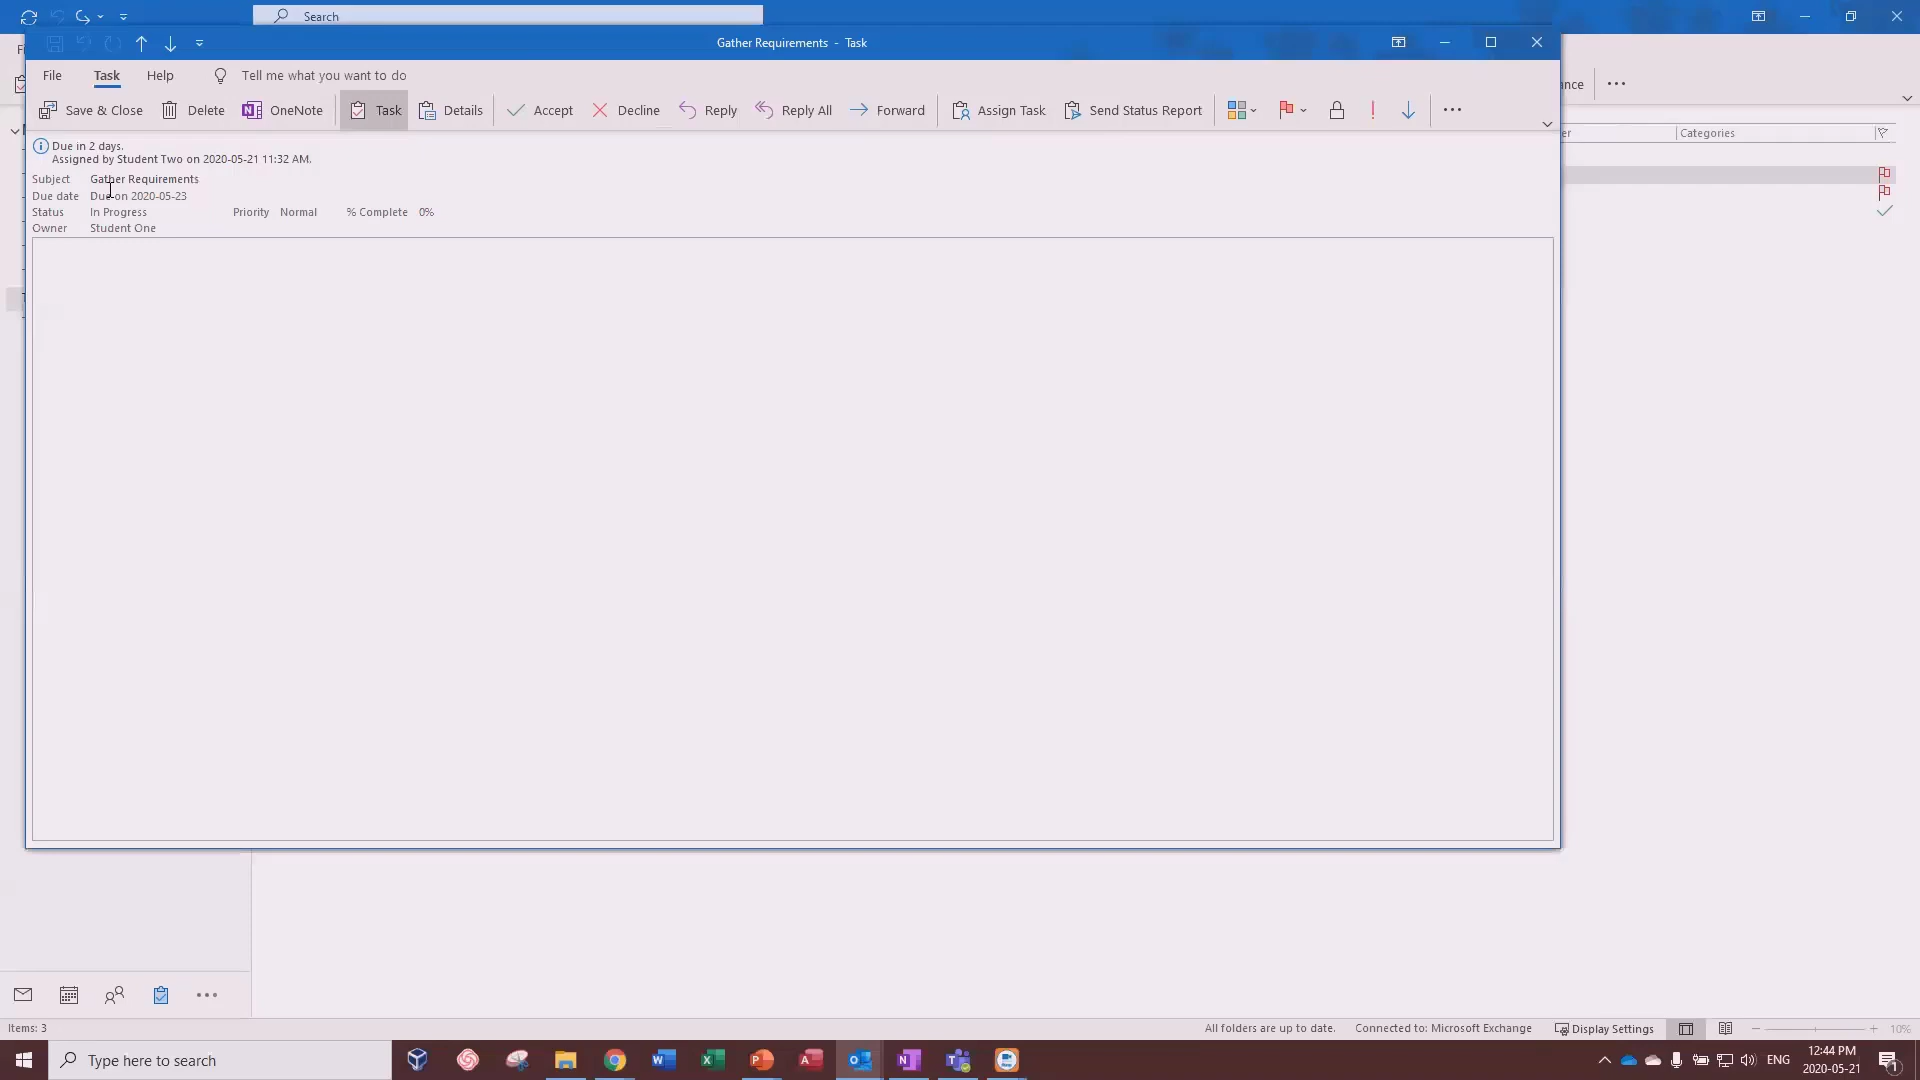 Search
Gather Requirements - Task
File Task Help Tell me what you want to do
Save & Close Delete OneNote Task Details Accept Decline Reply Reply All Forward Assign Task Send Status Report
Due in 2 days.
Assigned by Student Two on 2020-05-21 11:32 AM.
Subject Gather Requirements
Due date Due on 2020-05-23
Status In Progress Priority Normal % Complete 0%
Owner Student One
Categories
Items: 3
All folders are up to date. Connected to: Microsoft Exchange Display Settings 10%
Type here to search
ENG
12:44 PM
2020-05-21